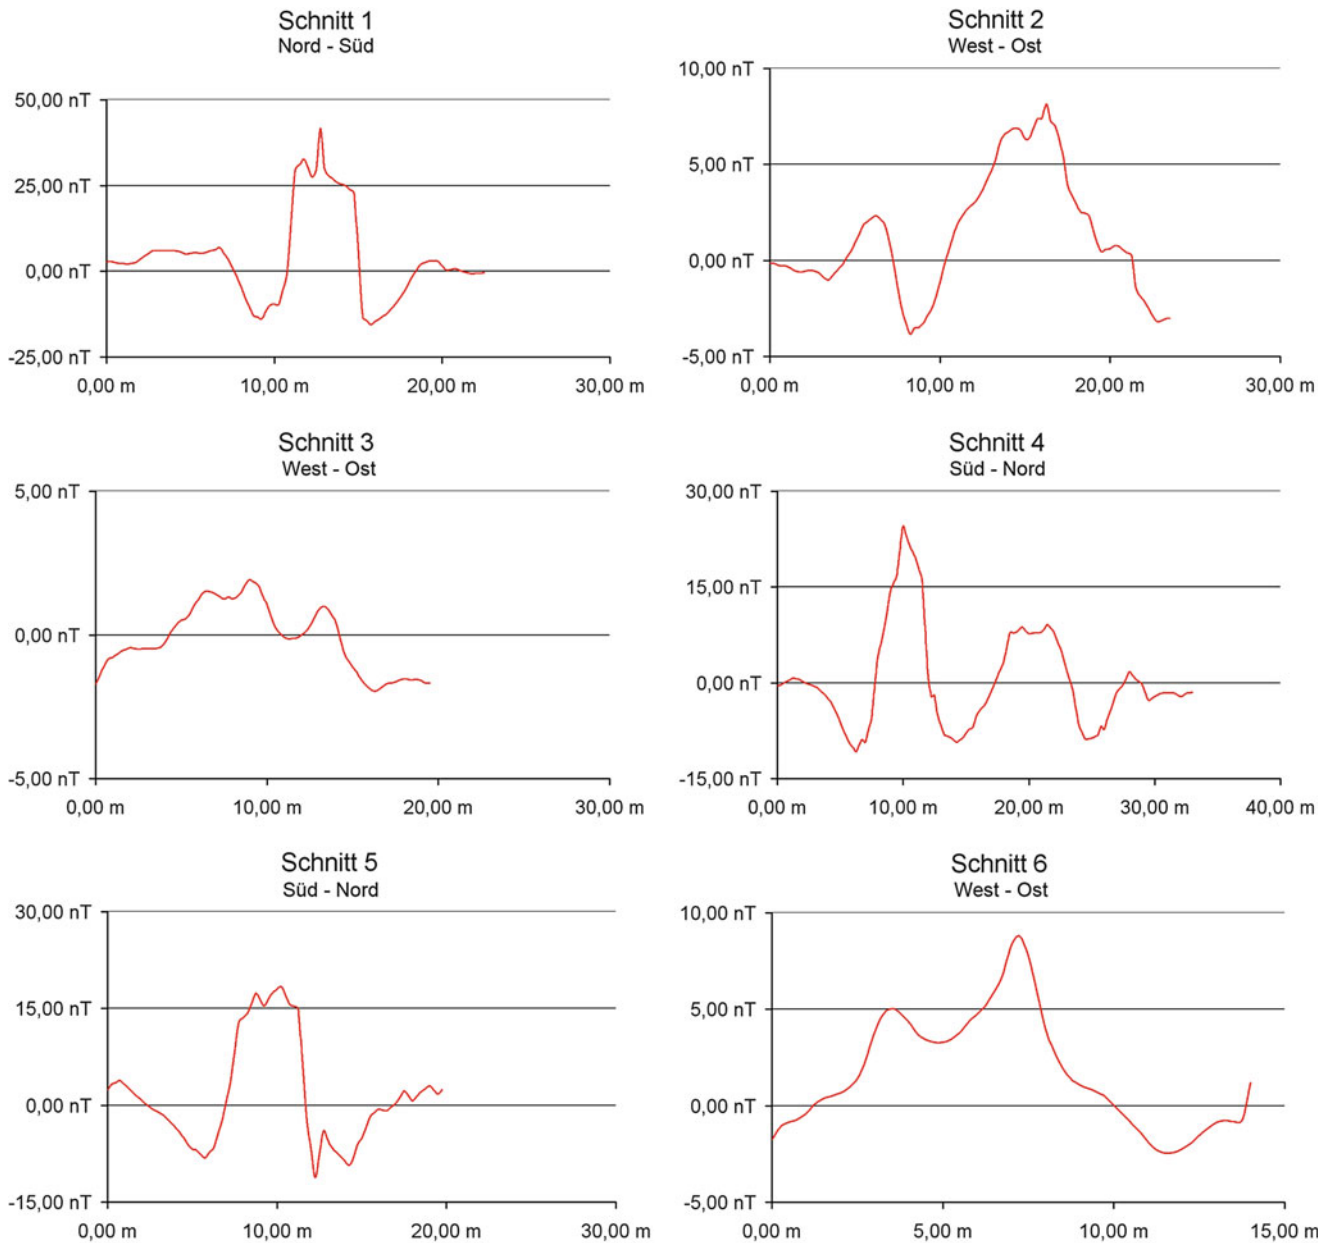 Schnitt 1
Nord - Süd
50,00 nT
25,00 nT
0,00 nT
-25,00 nT
0,00 m 10,00 m 20,00 m 30,00 m
Schnitt 2
West - Ost
10,00 nT
5,00 nT
0,00 nT
-5,00 nT
0,00 m 10,00 m 20,00 m 30,00 m
Schnitt 3
West - Ost
5,00 nT
0,00 nT
-5,00 nT
0,00 m 10,00 m 20,00 m 30,00 m
Schnitt 4
Süd - Nord
30,00 nT
15,00 nT
0,00 nT
-15,00 nT
0,00 m 10,00 m 20,00 m 30,00 m 40,00 m
Schnitt 5
Süd - Nord
30,00 nT
15,00 nT
0,00 nT
-15,00 nT
0,00 m 10,00 m 20,00 m 30,00 m
Schnitt 6
West - Ost
10,00 nT
5,00 nT
0,00 nT
-5,00 nT
0,00 m 5,00 m 10,00 m 15,00 m